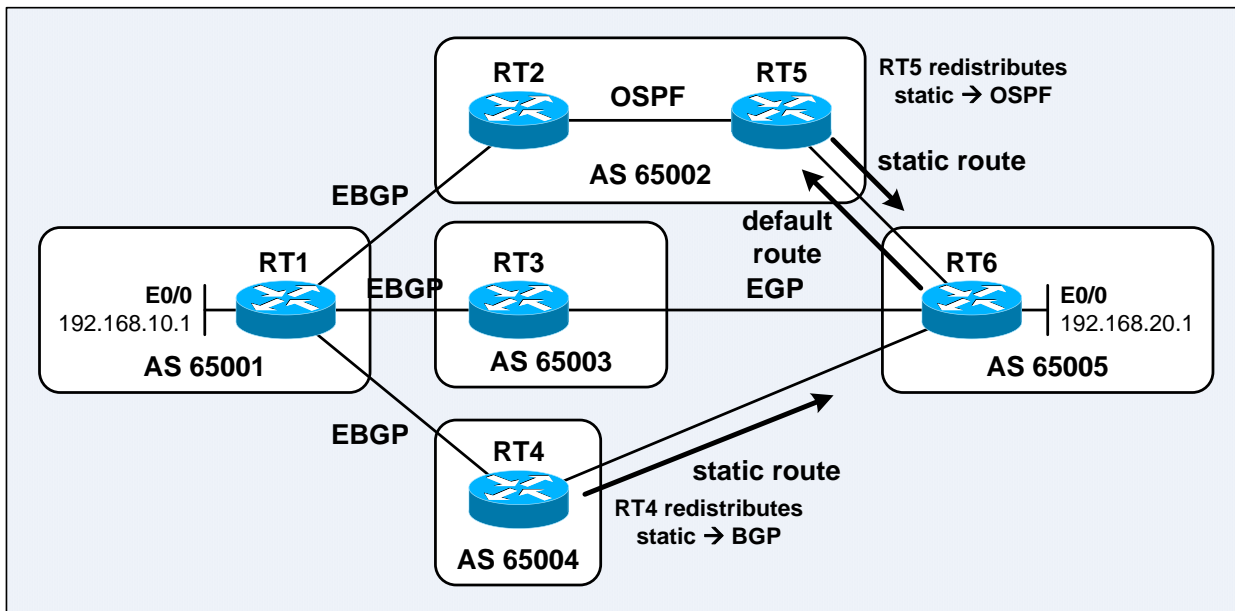 RT2
RT5
OSPF
RT5 redistributes
static → OSPF
AS 65002
static route
EBGP
default
route
RT1
E0/0
192.168.10.1
AS 65001
EBGP
RT3
AS 65003
EGP
RT6
E0/0
192.168.20.1
AS 65005
EBGP
RT4
static route
RT4 redistributes
static → BGP
AS 65004